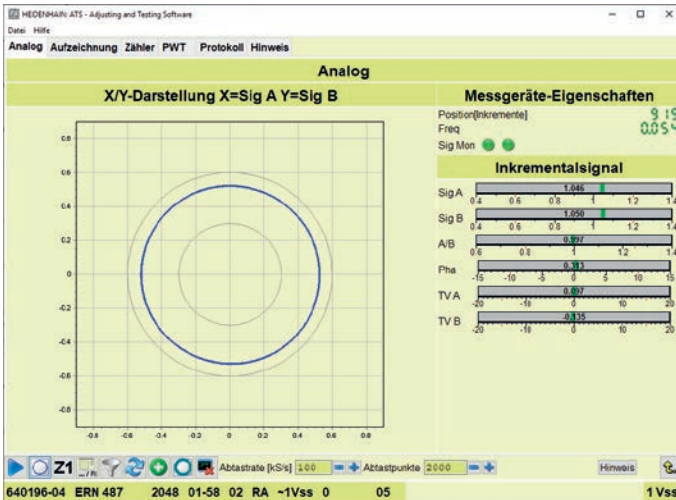 HEIDENHAIN: ATS - Adjusting and Testing Software
Datei Hilfe
Analog Aufzeichnung Zähler PWT Protokoll Hinweis
Analog
X/Y-Darstellung X=Sig A Y=Sig B
0.8
0.6
0.4
0.2
0
-0.2
-0.4
-0.6
-0.8
-0.8 -0.6 -0.4 -0.2 0 0.2 0.4 0.6 0.8
Messgeräte-Eigenschaften
Position[Inkremente] 919
Freq 0.054
Sig Mon
Inkrementalsignal
Sig A 1.046
0.4 0.6 0.8 1 1.2 1.4
Sig B 1.050
0.4 0.6 0.8 1 1.2 1.4
A/B 0.997
0.6 0.8 1 1.2 1.4
Pha 0.313
-15 -10 -5 0 5 10 15
TV A 0.097
-20 -10 0 10 20
TV B -0.135
-20 -10 0 10 20
Z1 Abtastrate [kS/s] 100 Abtastpunkte 2000 Hinweis
640196-04 ERN 487 2048 01-58 02 RA ~1Vss 0 05 1 Vss